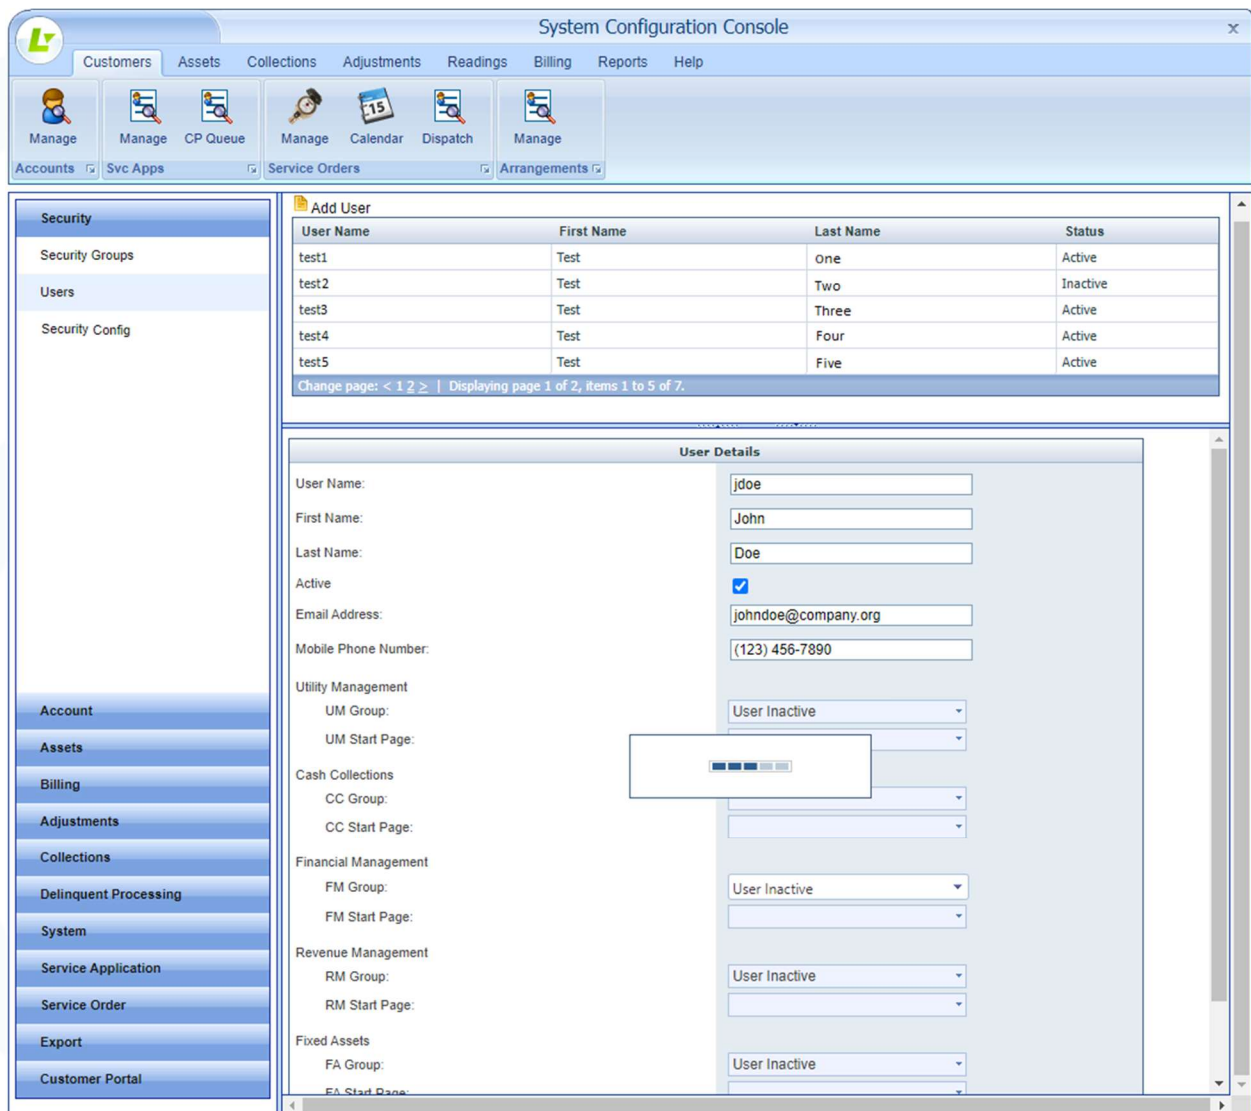 System Configuration Console
x
Customers Assets Collections Adjustments Readings Billing Reports Help
15
Manage Manage CP Queue Manage Calendar Dispatch Manage
Accounts Svc Apps Service Orders Arrangements
Security
Security Groups
Users
Security Config
Account
Assets
Billing
Adjustments
Collections
Delinquent Processing
System
Service Application
Service Order
Export
Customer Portal
Add User
User Name First Name Last Name Status
test1 Test One Active
test2 Test Two Inactive
test3 Test Three Active
test4 Test Four Active
test5 Test Five Active
Change page: < 1 2 > | Displaying page 1 of 2, items 1 to 5 of 7.
User Details
User Name: jdoe
First Name: John
Last Name: Doe
Active
Email Address: johndoe@company.org
Mobile Phone Number: (123) 456-7890
Utility Management
UM Group: User Inactive
UM Start Page:
Cash Collections
CC Group:
CC Start Page:
Financial Management
FM Group: User Inactive
FM Start Page:
Revenue Management
RM Group: User Inactive
RM Start Page:
Fixed Assets
FA Group: User Inactive
FA Start Page: